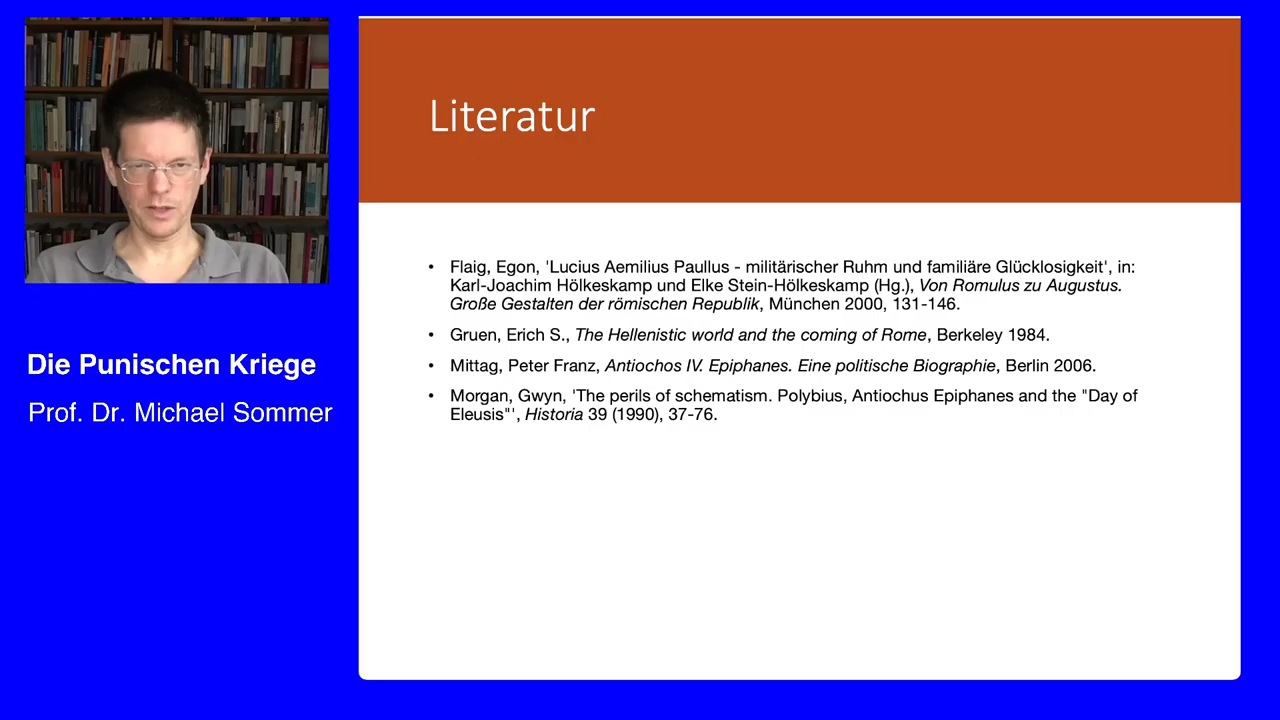 Die Punischen Kriege
Prof. Dr. Michael Sommer
Literatur
• Flaig, Egon, 'Lucius Aemilius Paullus - militärischer Ruhm und familiäre Glücklosigkeit', in:
Karl-Joachim Hölkeskamp und Elke Stein-Hölkeskamp (Hg.), Von Romulus zu Augustus.
Große Gestalten der römischen Republik, München 2000, 131-146.
• Gruen, Erich S., The Hellenistic world and the coming of Rome, Berkeley 1984.
• Mittag, Peter Franz, Antiochos IV. Epiphanes. Eine politische Biographie, Berlin 2006.
• Morgan, Gwyn, 'The perils of schematism. Polybius, Antiochus Epiphanes and the "Day of
Eleusis"', Historia 39 (1990), 37-76.